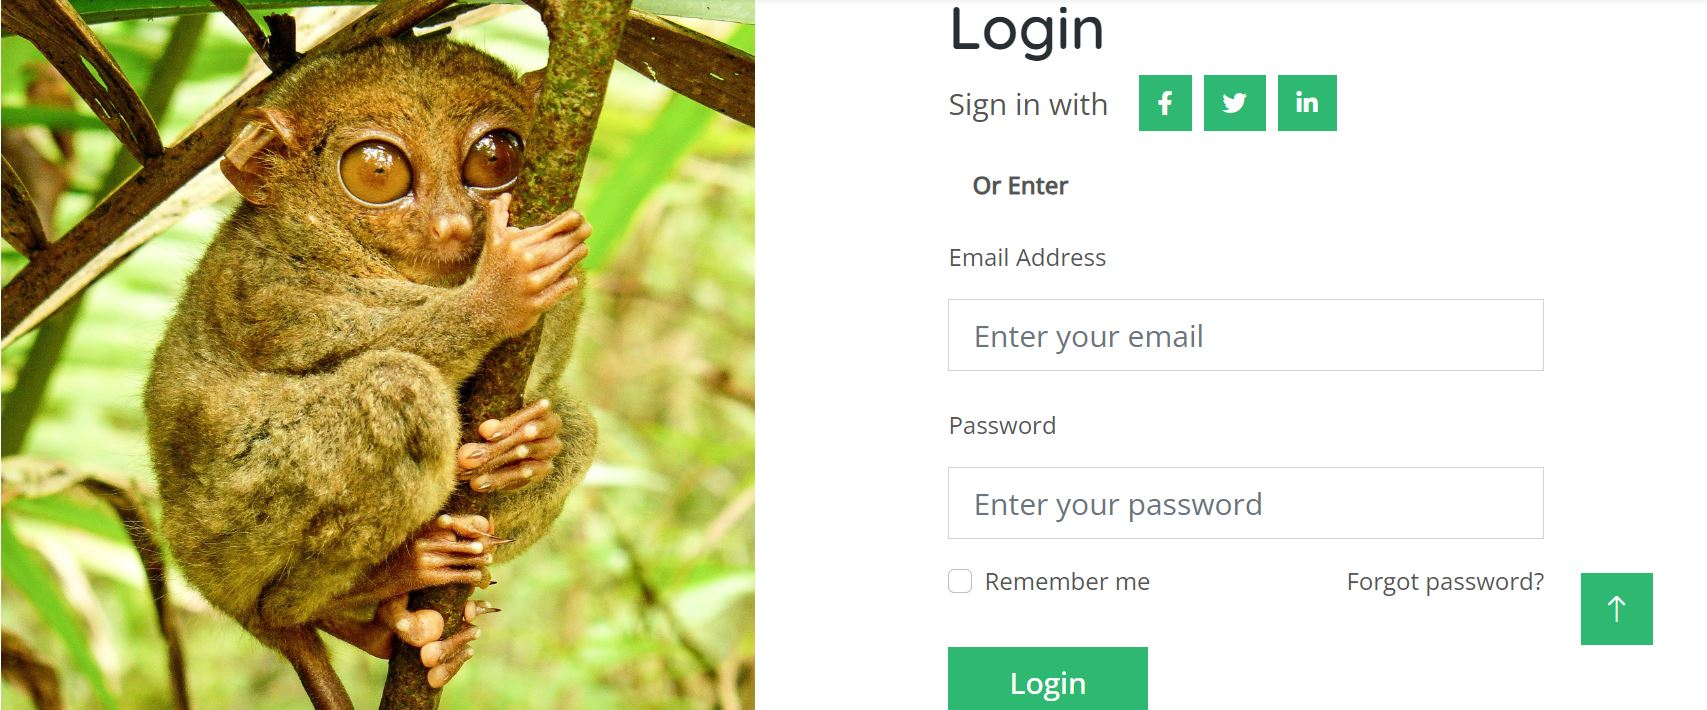 Login
Sign in with
Or Enter
Email Address
Enter your email
Password
Enter your password
Remember me Forgot password?
Login